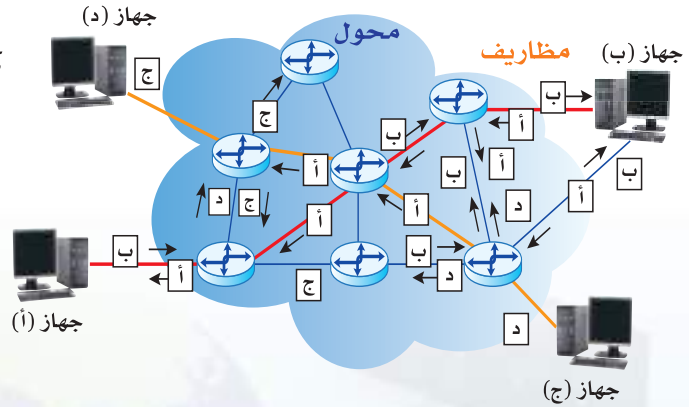 جهاز (د)
محول
مظاريف
جهاز (ب)
ج
ب
أ
ج
ب
أ
ب
ب
أ
أ
أ
د
ج
د
أ
ب
أ
ب
د
ج
د
جهاز (أ)
جهاز (ج)